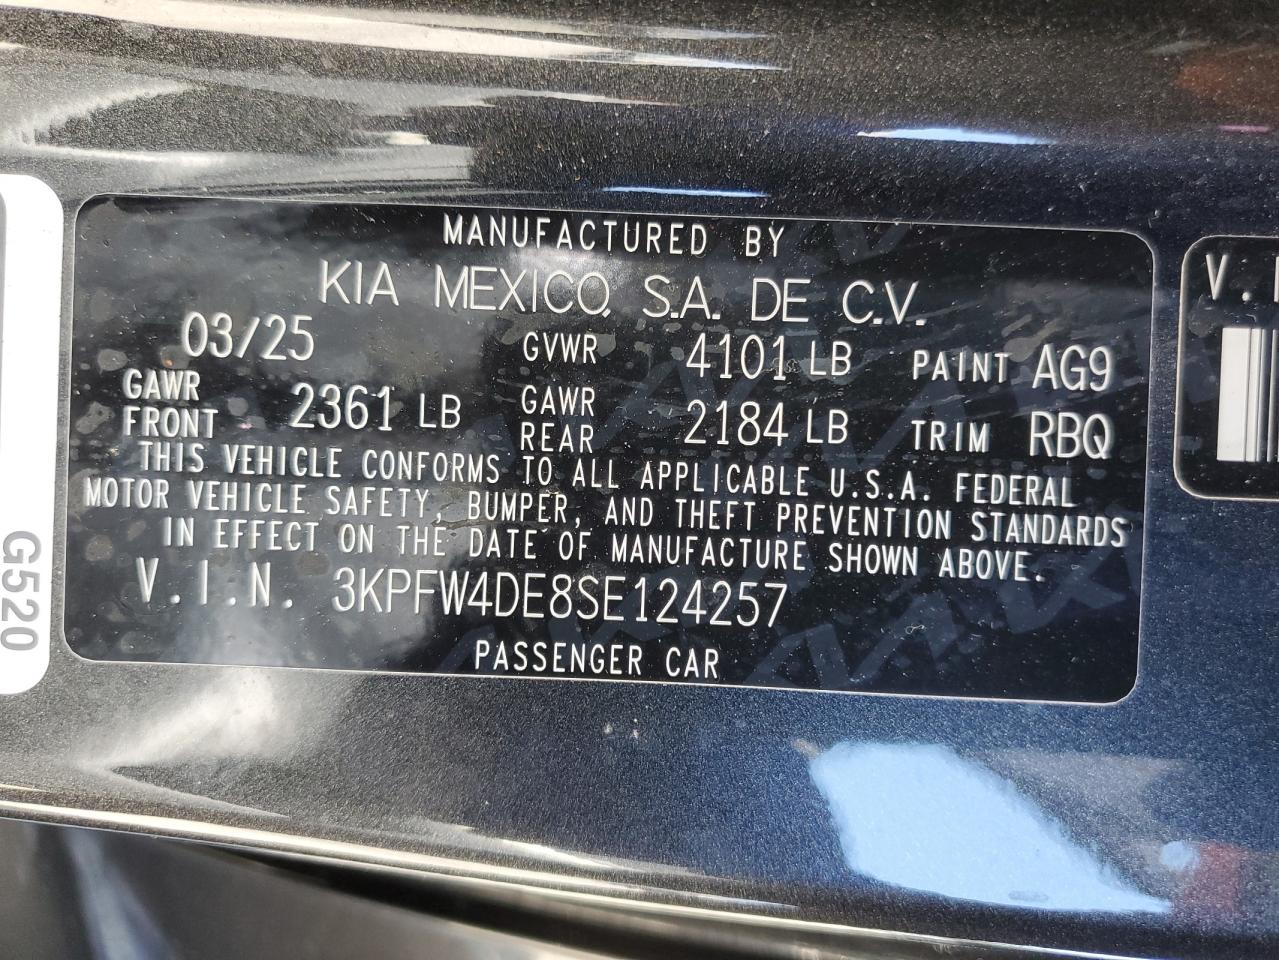 MANUFACTURED BY
KIA MEXICO, S.A. DE C.V.
03/25 GVWR 4101 LB PAINT AG9
GAWR FRONT 2361 LB GAWR REAR 2184 LB TRIM RBQ
THIS VEHICLE CONFORMS TO ALL APPLICABLE U.S.A. FEDERAL
MOTOR VEHICLE SAFETY, BUMPER, AND THEFT PREVENTION STANDARDS
IN EFFECT ON THE DATE OF MANUFACTURE SHOWN ABOVE.
V.I.N. 3KPFW4DE8SE124257
PASSENGER CAR
G520
V.